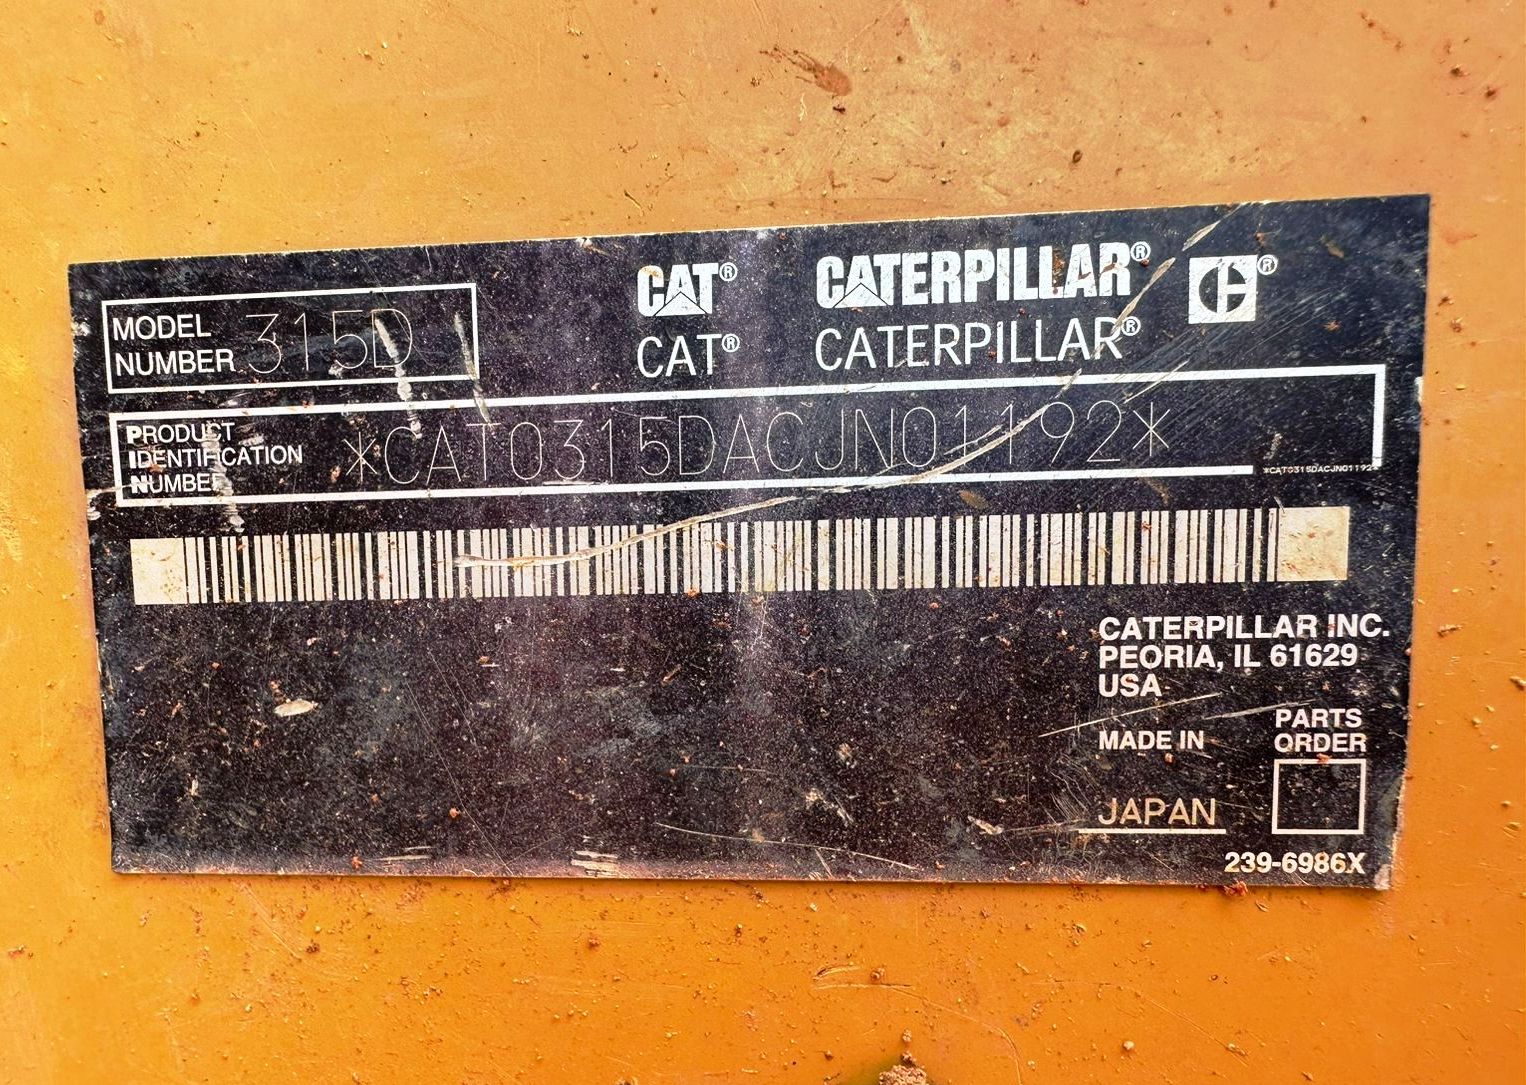 MODEL
NUMBER 315D
CAT® CATERPILLAR® C®
CAT® CATERPILLAR®
PRODUCT
IDENTIFICATION
NUMBER
*CAT0315DACJN01192*
*CAT0315DACJN01192*
CATERPILLAR INC.
PEORIA, IL 61629
USA
MADE IN
JAPAN
PARTS
ORDER
239-6986X